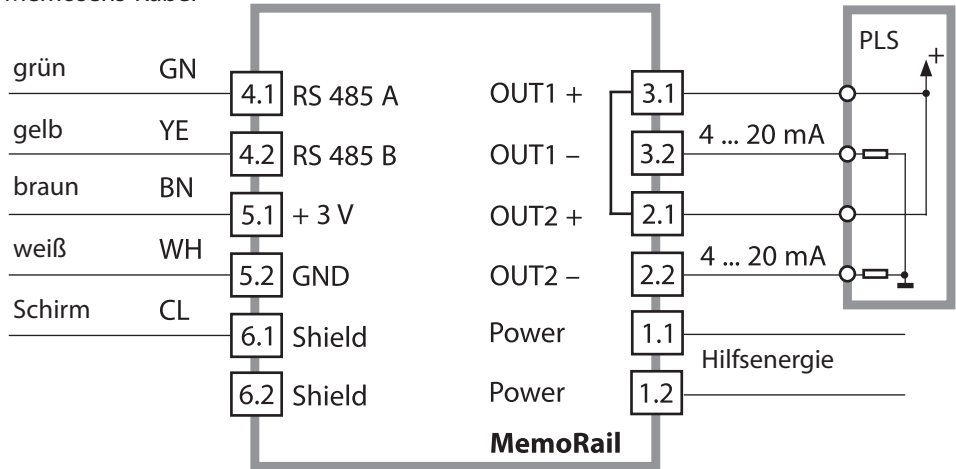 Memosens-Kabel
PLS
+
grün GN 4.1 RS 485 A OUT1 + 3.1
4 ... 20 mA
gelb YE 4.2 RS 485 B OUT1 – 3.2
braun BN 5.1 + 3 V OUT2 + 2.1
4 ... 20 mA
weiß WH 5.2 GND OUT2 – 2.2
Schirm CL 6.1 Shield Power 1.1
Hilfsenergie
6.2 Shield Power 1.2
MemoRail